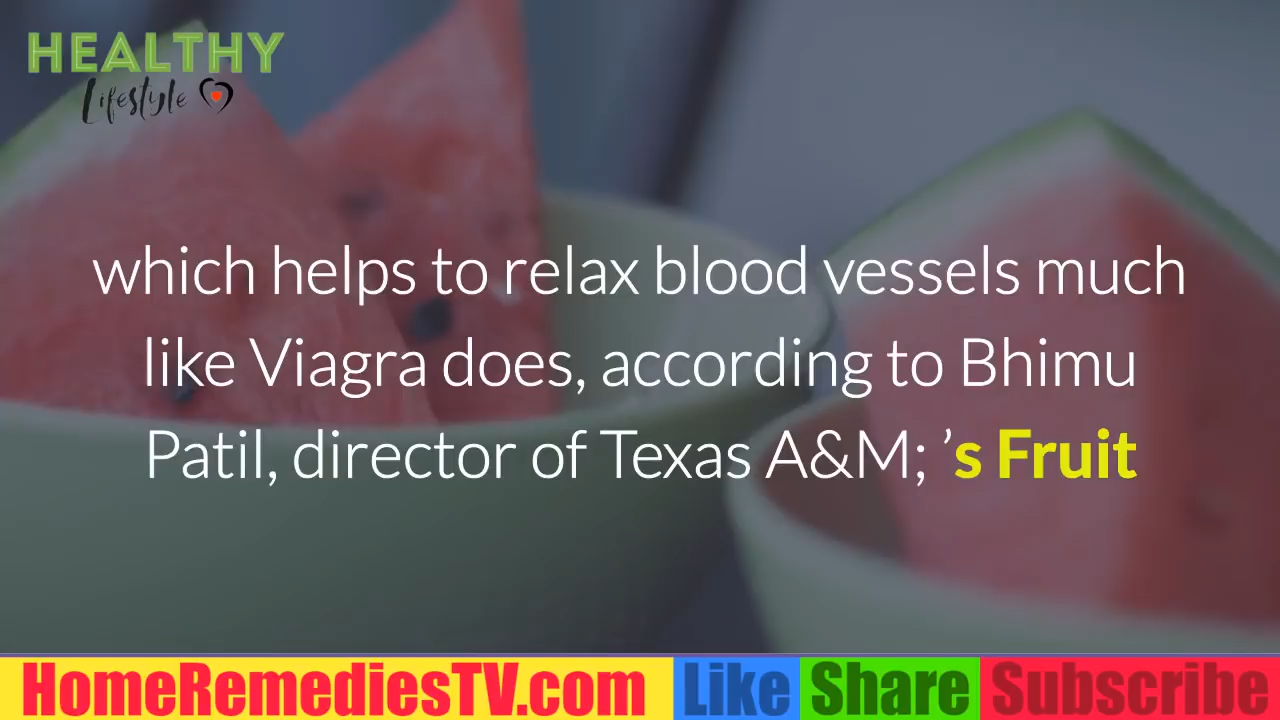 HEALTHY
Lifestyle
which helps to relax blood vessels much
like Viagra does, according to Bhimu
Patil, director of Texas A&M; ’s Fruit
HomeRemediesTV.com Like Share Subscribe